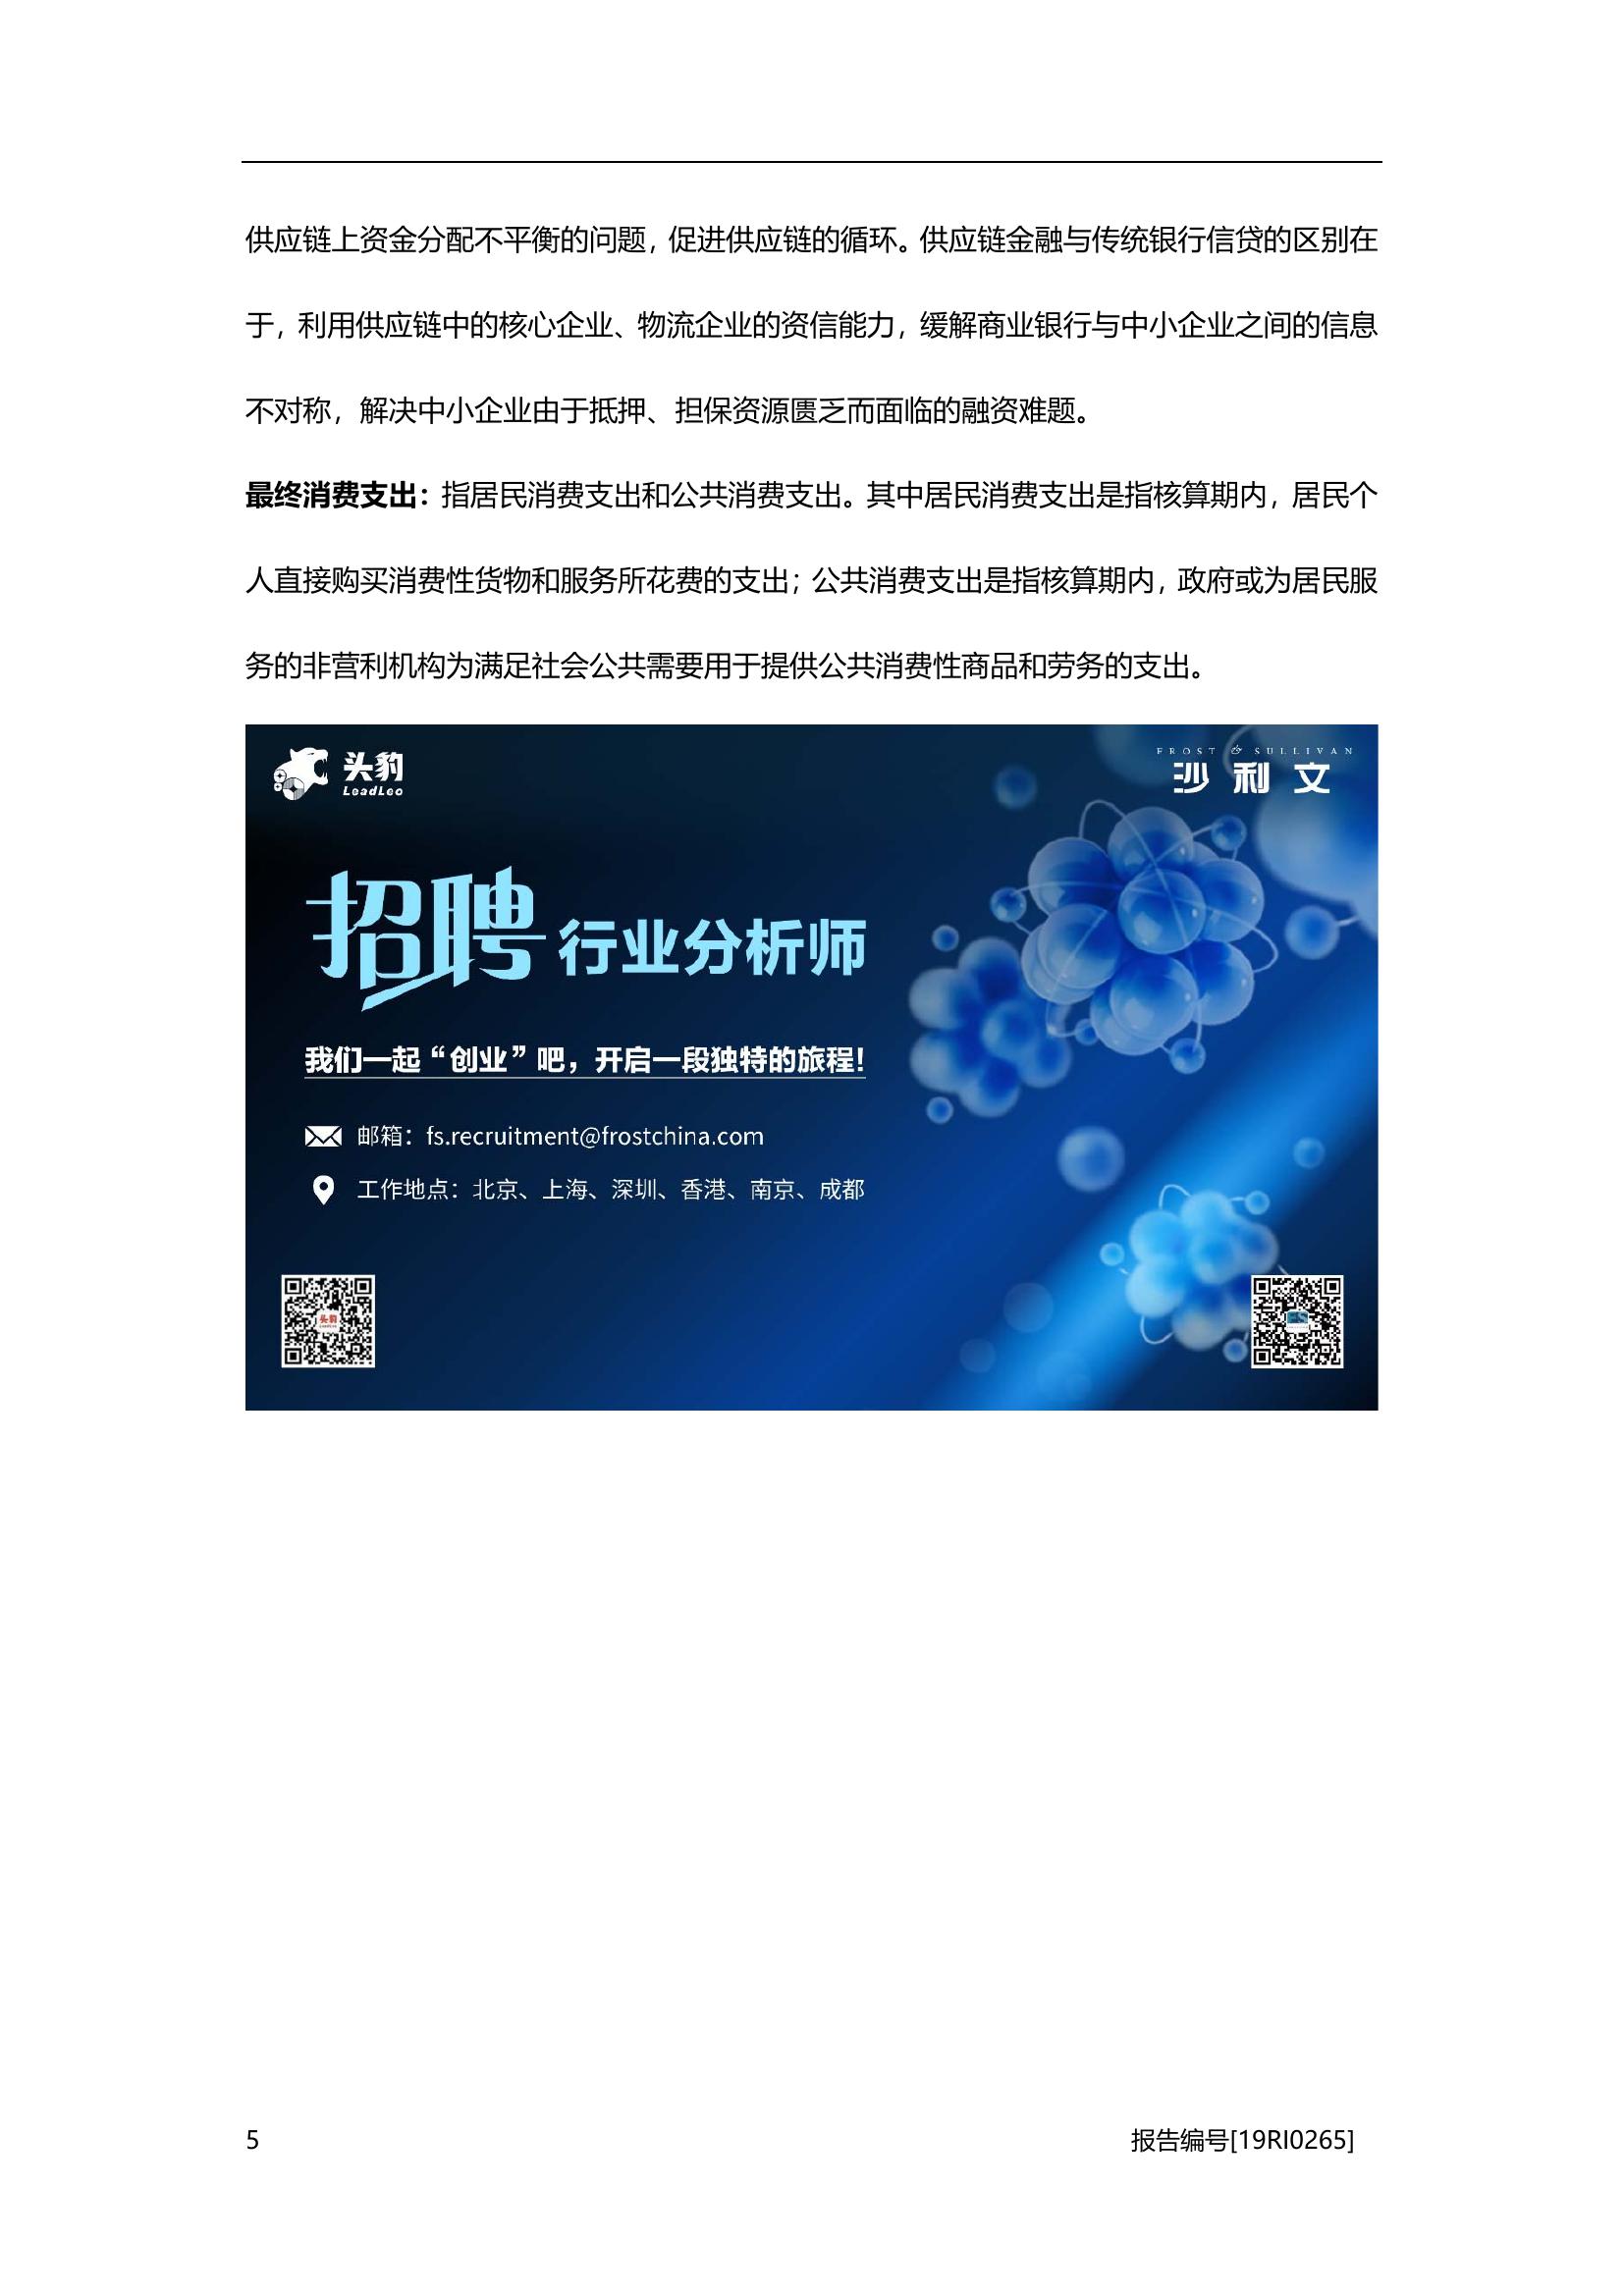 供应链上资金分配不平衡的问题，促进供应链的循环。供应链金融与传统银行信贷的区别在
于，利用供应链中的核心企业、物流企业的资信能力，缓解商业银行与中小企业之间的信息
不对称，解决中小企业由于抵押、担保资源匮乏而面临的融资难题。
最终消费支出：指居民消费支出和公共消费支出。其中居民消费支出是指核算期内，居民个
人直接购买消费性货物和服务所花费的支出；公共消费支出是指核算期内，政府或为居民服
务的非营利机构为满足社会公共需要用于提供公共消费性商品和劳务的支出。
头豹
LeadLeo
FROST & SULLIVAN
沙利文
招聘 行业分析师
我们一起“创业”吧，开启一段独特的旅程！
邮箱：fs.recruitment@frostchina.com
工作地点：北京、上海、深圳、香港、南京、成都
头豹
5
报告编号[19RI0265]